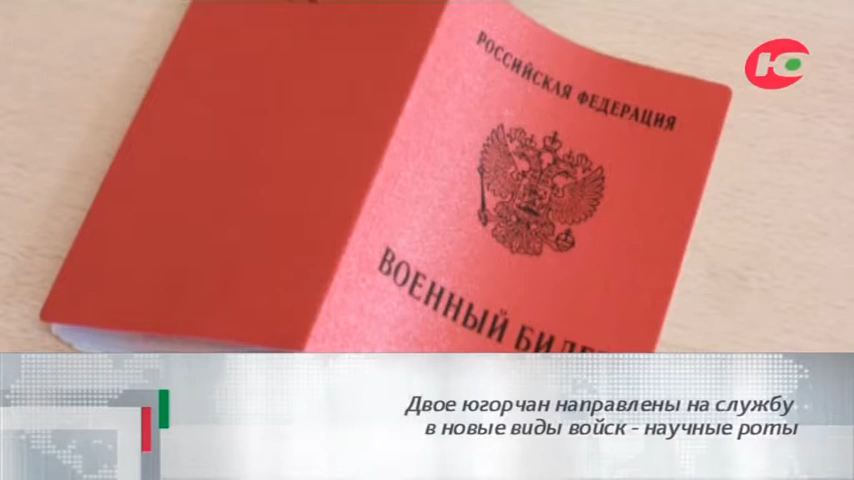 РОССИЙСКАЯ ФЕДЕРАЦИЯ
ВОЕННЫЙ
Двое югорчан направлены на службу
в новые виды войск - научные роты
Ю